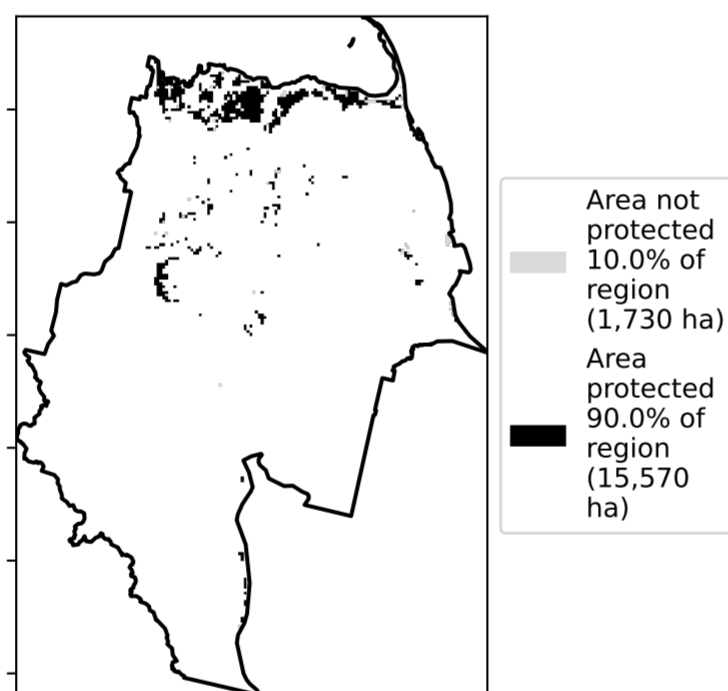 Area not
protected
10.0% of
region
(1,730 ha)
Area
protected
90.0% of
region
(15,570
ha)